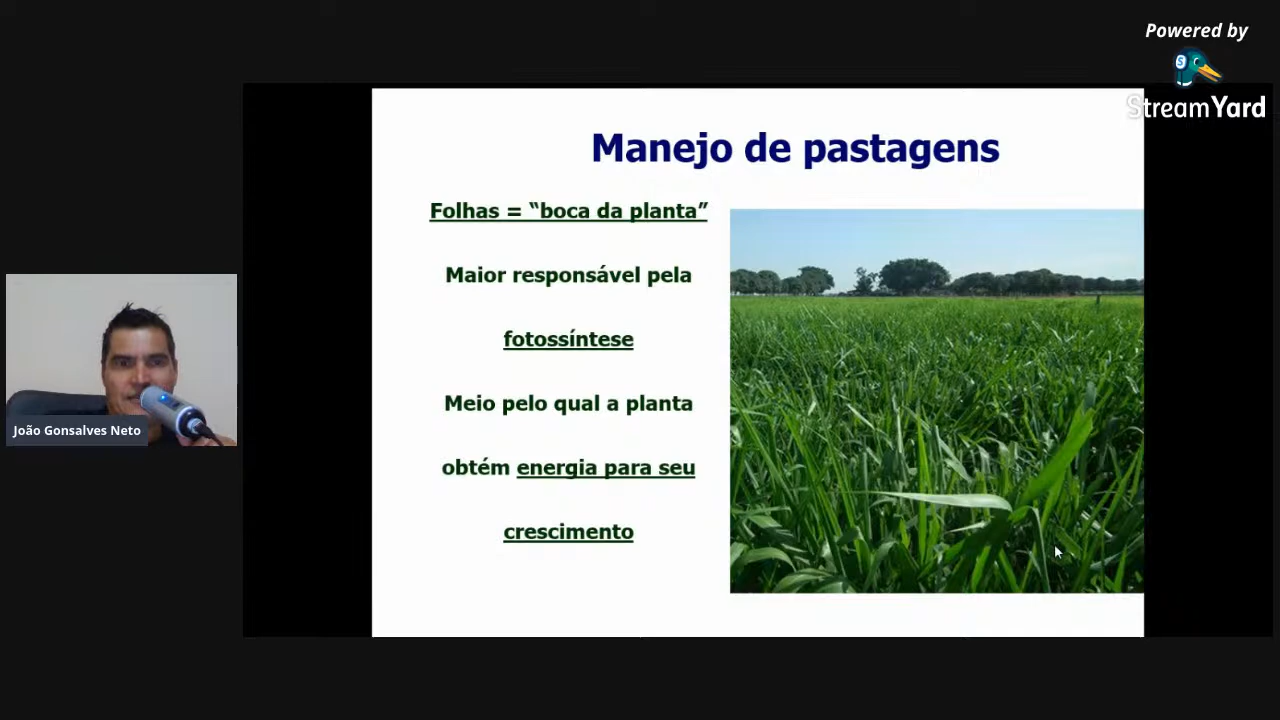 Powered by
StreamYard
Manejo de pastagens
Folhas = “boca da planta”
Maior responsável pela
fotossíntese
Meio pelo qual a planta
obtém energia para seu
crescimento
João Gonsalves Neto